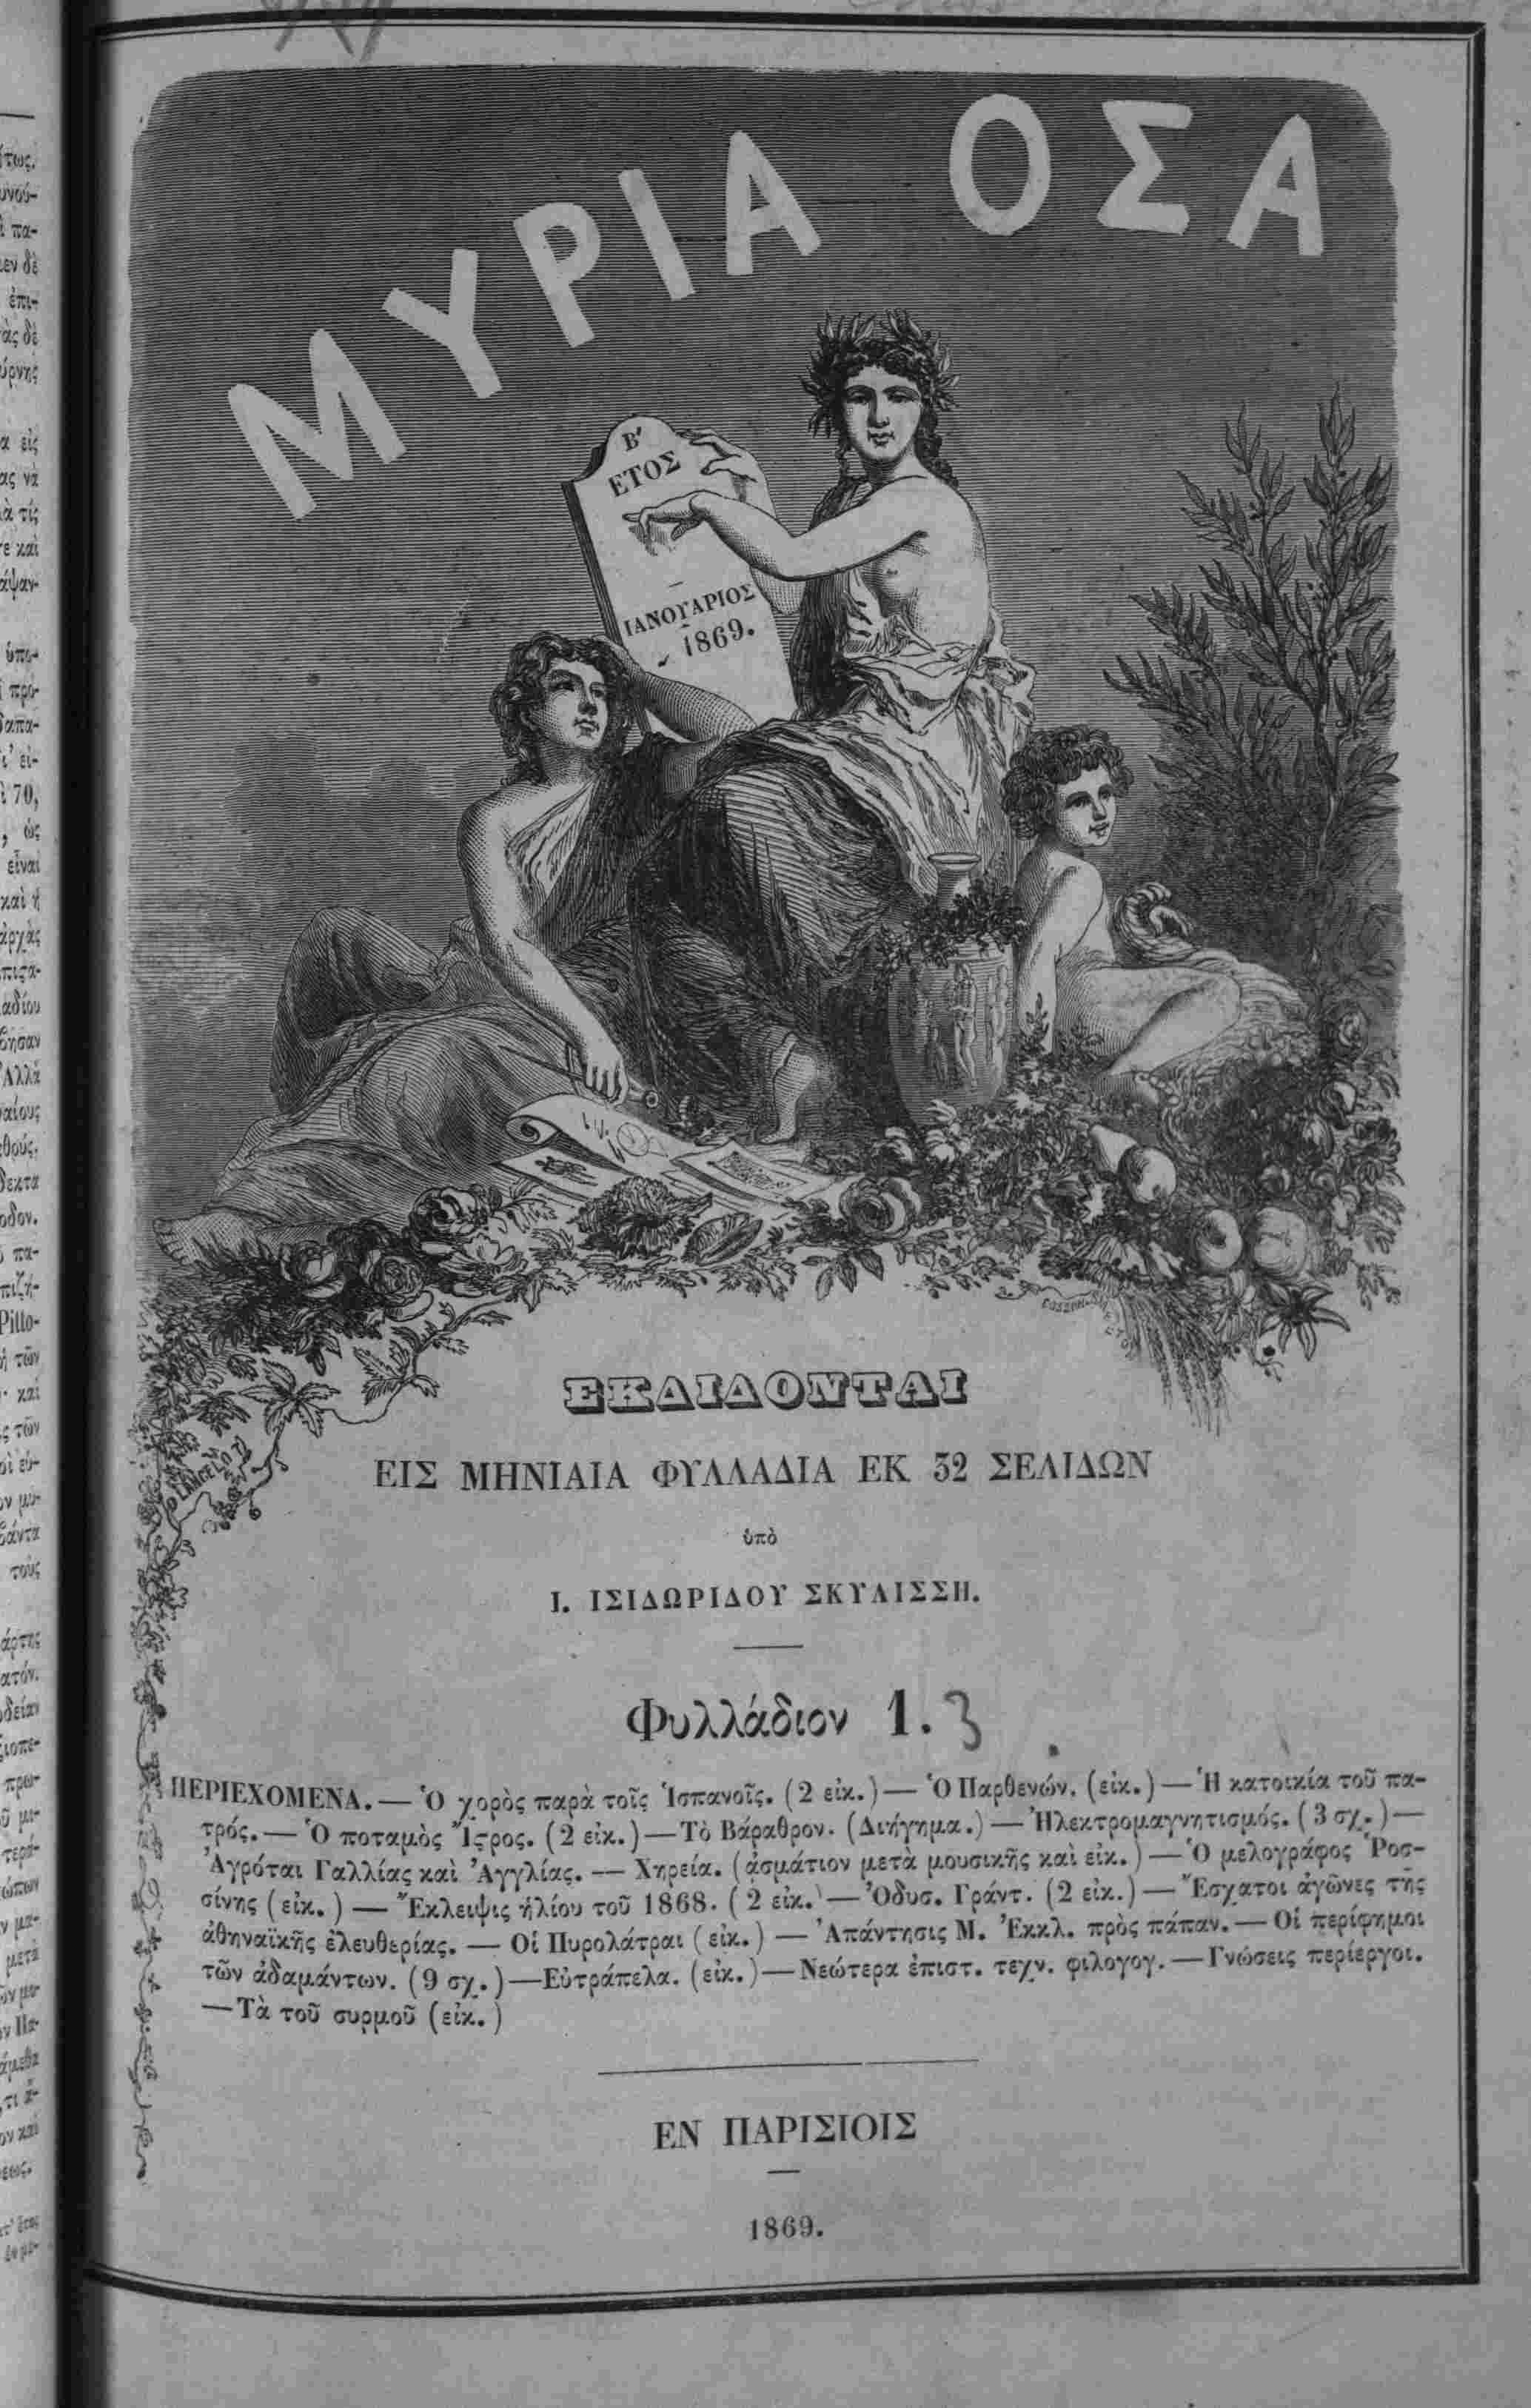 ΜΥΡΙΑ ΟΣΑ
Β'
ΕΤΟΣ
ΙΑΝΟΥΑΡΙΟΣ
1869.
LANCELOT
ΕΚΔΙΔΟΝΤΑΙ
ΕΙΣ ΜΗΝΙΑΙΑ ΦΥΛΛΑΔΙΑ ΕΚ 32 ΣΕΛΙΔΩΝ
ὑπὸ
Ι. ΙΣΙΔΩΡΙΔΟΥ ΣΚΥΛΙΣΣΗ.
Φυλλάδιον 1. 3
ΠΕΡΙΕΧΟΜΕΝΑ. — Ὁ χορὸς παρὰ τοῖς Ἱσπανοῖς. (2 εἰκ.) — Ὁ Παρθενών. (εἰκ.) — Ἡ κατοικία τοῦ πα-
τρός. — Ὁ ποταμὸς Ἴςρος. (2 εἰκ.) — Τὸ Βάραθρον. (Διήγημα.) — Ἠλεκτρομαγνητισμός. (3 σχ.) —
Ἀγρόται Γαλλίας καὶ Ἀγγλίας. — Χηρεία. (ᾀσμάτιον μετὰ μουσικῆς καὶ εἰκ.) — Ὁ μελογράφος Ῥοσ-
σίνης (εἰκ.) — Ἔκλειψις ἡλίου τοῦ 1868. (2 εἰκ.) — Ὀδυσ. Γράντ. (2 εἰκ.) — Ἔσχατοι ἀγῶνες τῆς
ἀθηναϊκῆς ἐλευθερίας. — Οἱ Πυρολάτραι (εἰκ.) — Ἀπάντησις Μ. Ἐκκλ. πρὸς πάπαν. — Οἱ περίφημοι
τῶν ἀδαμάντων. (9 σχ.) — Εὐτράπελα. (εἰκ.) — Νεώτερα ἐπιστ. τεχν. φιλογογ. — Γνώσεις περίεργοι.
— Τὰ τοῦ συρμοῦ (εἰκ.)
ΕΝ ΠΑΡΙΣΙΟΙΣ
1869.